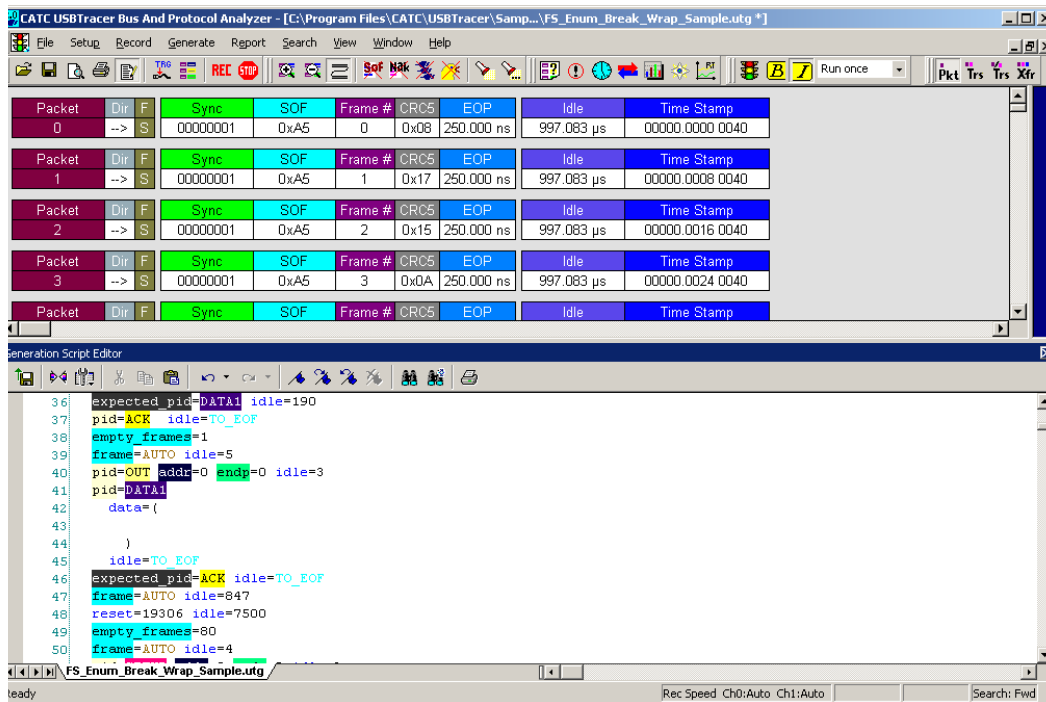 CATC USBTracer Bus And Protocol Analyzer - [C:\Program Files\CATC\USBTracer\Samp...\FS_Enum_Break_Wrap_Sample.utg *]
File Setup Record Generate Report Search View Window Help
TRG REC STOP SOF Nak B I Run once Pkt Trs Trs Xfr
Packet Dir F Sync SOF Frame # CRC5 EOP Idle Time Stamp
0 --> S 00000001 0xA5 0 0x08 250.000 ns 997.083 µs 00000.0000 0040
Packet Dir F Sync SOF Frame # CRC5 EOP Idle Time Stamp
1 --> S 00000001 0xA5 1 0x17 250.000 ns 997.083 µs 00000.0008 0040
Packet Dir F Sync SOF Frame # CRC5 EOP Idle Time Stamp
2 --> S 00000001 0xA5 2 0x15 250.000 ns 997.083 µs 00000.0016 0040
Packet Dir F Sync SOF Frame # CRC5 EOP Idle Time Stamp
3 --> S 00000001 0xA5 3 0x0A 250.000 ns 997.083 µs 00000.0024 0040
Packet Dir F Sync SOF Frame # CRC5 EOP Idle Time Stamp
Generation Script Editor
36 expected_pid=DATA1 idle=190
37 pid=ACK idle=TO_EOF
38 empty_frames=1
39 frame=AUTO idle=5
40 pid=OUT addr=0 endp=0 idle=3
41 pid=DATA1
42 data=(
43
44 )
45 idle=TO_EOF
46 expected_pid=ACK idle=TO_EOF
47 frame=AUTO idle=847
48 reset=19306 idle=7500
49 empty_frames=80
50 frame=AUTO idle=4
FS_Enum_Break_Wrap_Sample.utg
Ready Rec Speed Ch0:Auto Ch1:Auto Search: Fwd